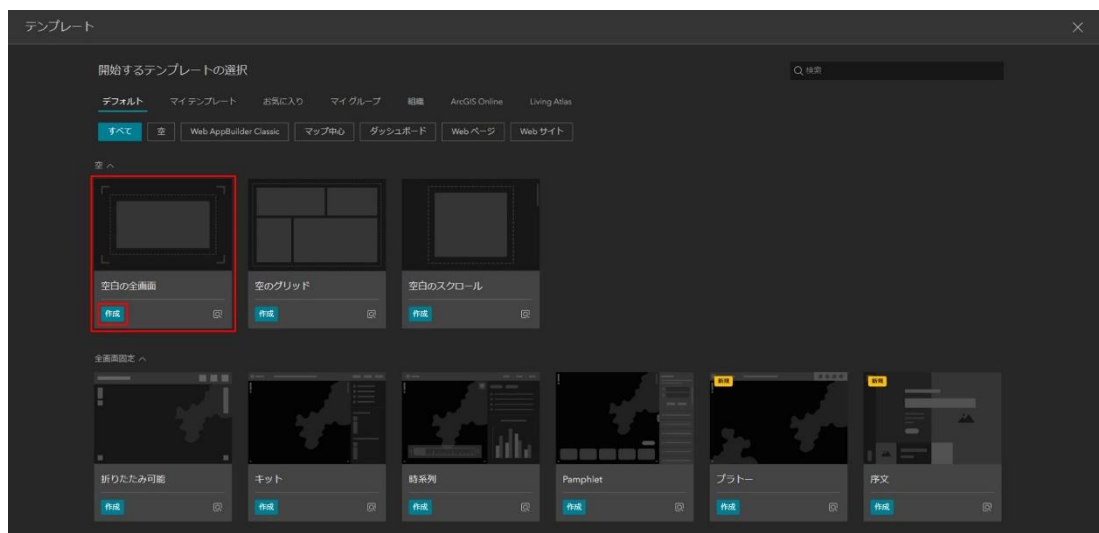 テンプレート
開始するテンプレートの選択
検索
デフォルト マイ テンプレート お気に入り マイ グループ 組織 ArcGIS Online Living Atlas
すべて 空 Web AppBuilder Classic マップ中心 ダッシュボード Web ページ Web サイト
空
空白の全画面 空のグリッド 空白のスクロール
作成 作成 作成
全画面固定
新規 新規
折りたたみ可能 キット 時系列 Pamphlet プラトー 序文
作成 作成 作成 作成 作成 作成